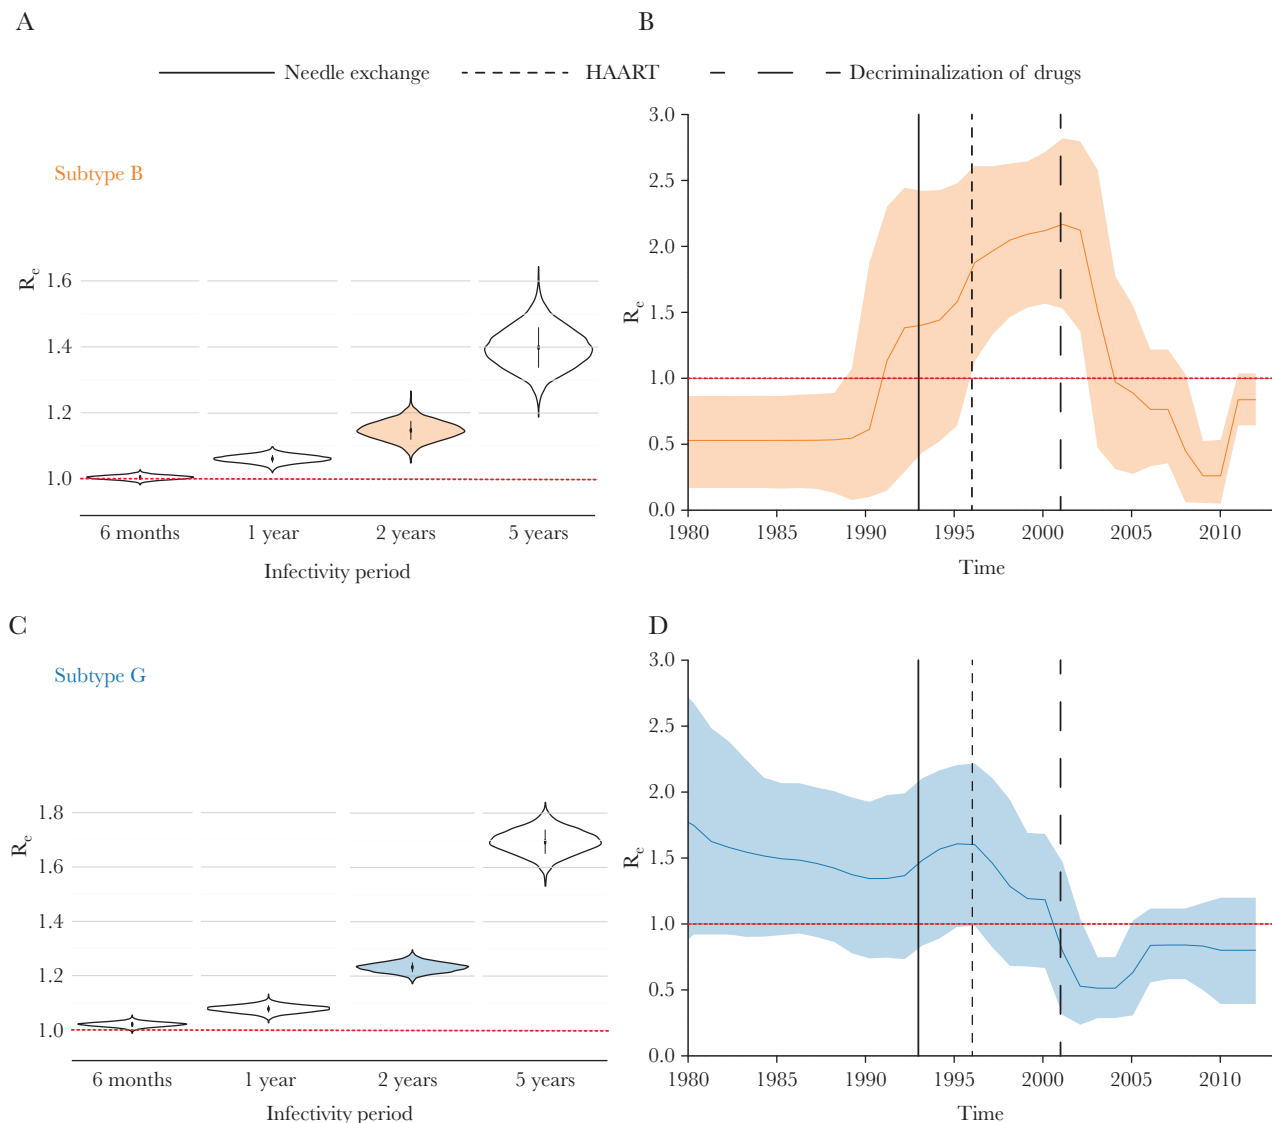 A
B
Needle exchange
HAART
Decriminalization of drugs
Subtype B
Rₑ
1.6
1.4
1.2
1.0
6 months
1 year
2 years
5 years
Infectivity period
Rₑ
3.0
2.5
2.0
1.5
1.0
0.5
0.0
1980
1985
1990
1995
2000
2005
2010
Time
C
D
Subtype G
Rₑ
1.8
1.6
1.4
1.2
1.0
6 months
1 year
2 years
5 years
Infectivity period
Rₑ
3.0
2.5
2.0
1.5
1.0
0.5
0.0
1980
1985
1990
1995
2000
2005
2010
Time